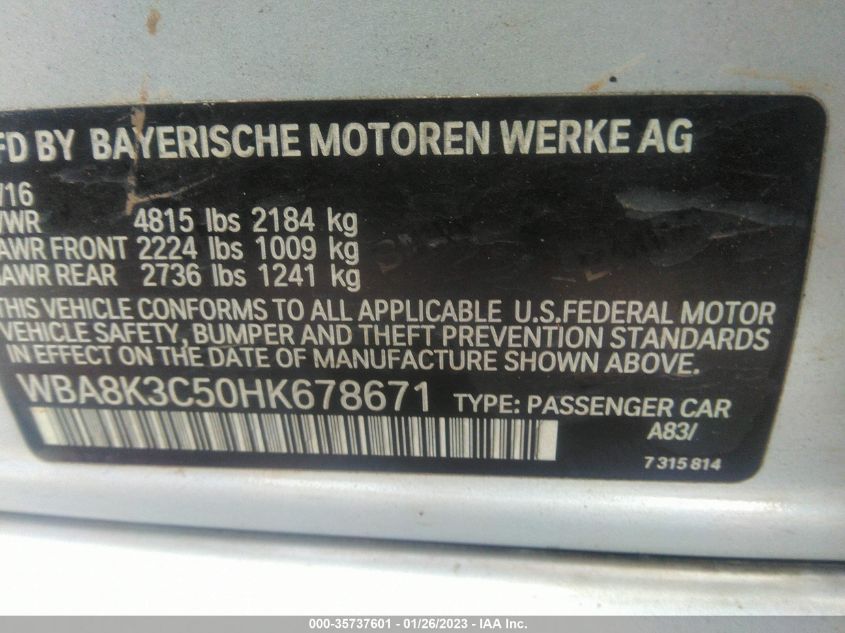 FD BY BAYERISCHE MOTOREN WERKE AG
/16
VWR 4815 lbs 2184 kg
AWR FRONT 2224 lbs 1009 kg
AWR REAR 2736 lbs 1241 kg
THIS VEHICLE CONFORMS TO ALL APPLICABLE U.S.FEDERAL MOTOR
VEHICLE SAFETY, BUMPER AND THEFT PREVENTION STANDARDS
IN EFFECT ON THE DATE OF MANUFACTURE SHOWN ABOVE.
WBA8K3C50HK678671 TYPE: PASSENGER CAR
A83/
7 315 814
000-35737601 - 01/26/2023 - IAA Inc.